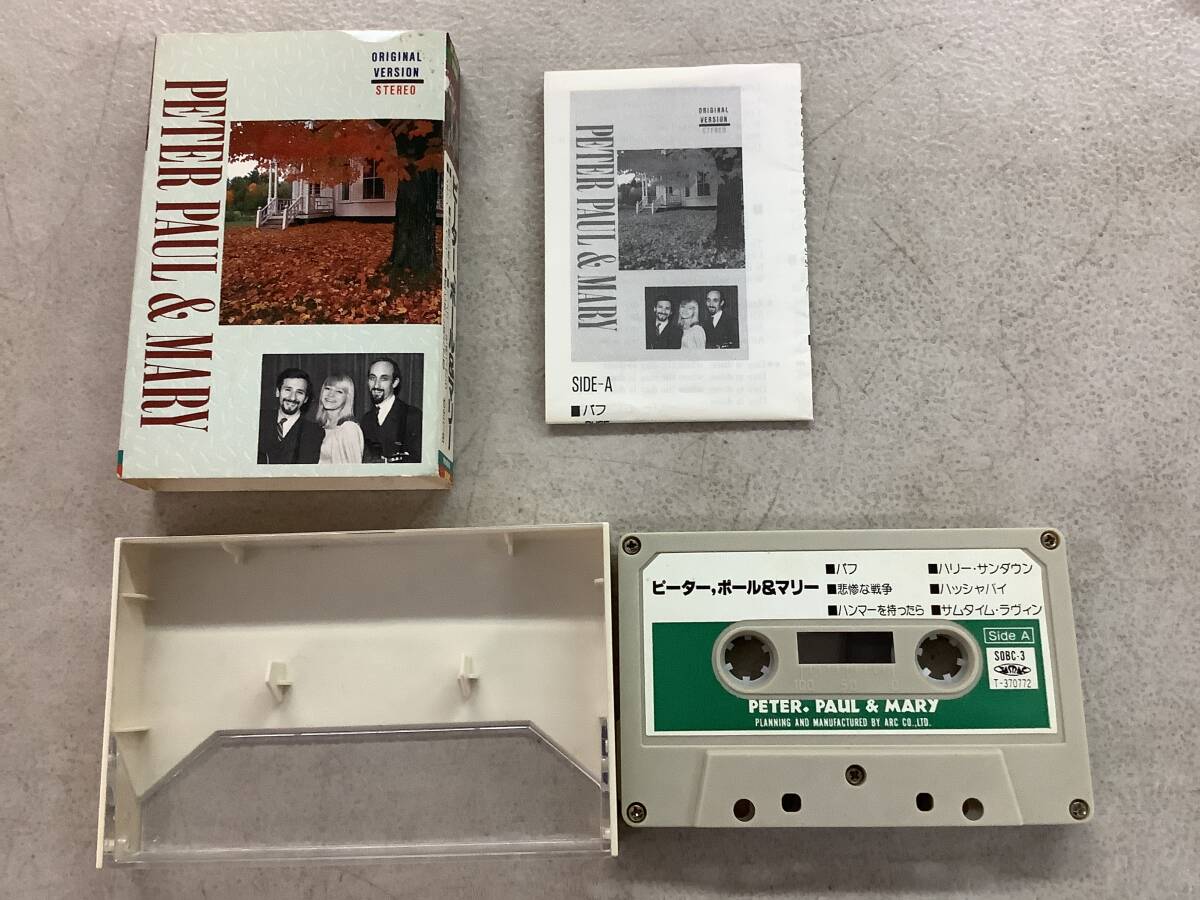 ORIGINAL
VERSION
STEREO
PETER PAUL & MARY
ORIGINAL
VERSION
STEREO
PETER PAUL & MARY
SIDE-A
■パフ
ピーター,ポール&マリー
■パフ
■悲惨な戦争
■ハンマーを持ったら
■ハリー・サンダウン
■ハッシャバイ
■サムタイム・ラヴィン
Side A
SOBC-3
JASRAC
T-370772
100 50 0
PETER. PAUL & MARY
PLANNING AND MANUFACTURED BY ARC CO.,LTD.